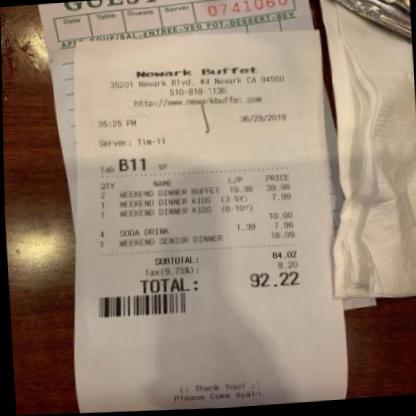 GUEST
Date Table Guests Server 0741060
APPT-SOUP/SAL-ENTREE-VEG POT-DESSERT-BEV
Newark Buffet
35201 Newark Blvd. #d Newark CA 94560
510-818-1136
http://www.newarkbuffet.com
05:25 PM 06/29/2019
Server: Tim-11
Tab B11 1P
QTY NAME L/P PRICE
2 WEEKEND DINNER BUFFET 19.99 39.98
1 WEEKEND DINNER KIDS (3-5Y) 7.99
1 WEEKEND DINNER KIDS (6-10Y)
10.00
4 SODA DRINK 1.99 7.96
1 WEEKEND SENIOR DINNER 18.09
SUBTOTAL: 84.02
Tax(9.75%): 8.20
TOTAL: 92.22
(: Thank You! :)
Please Come Again.